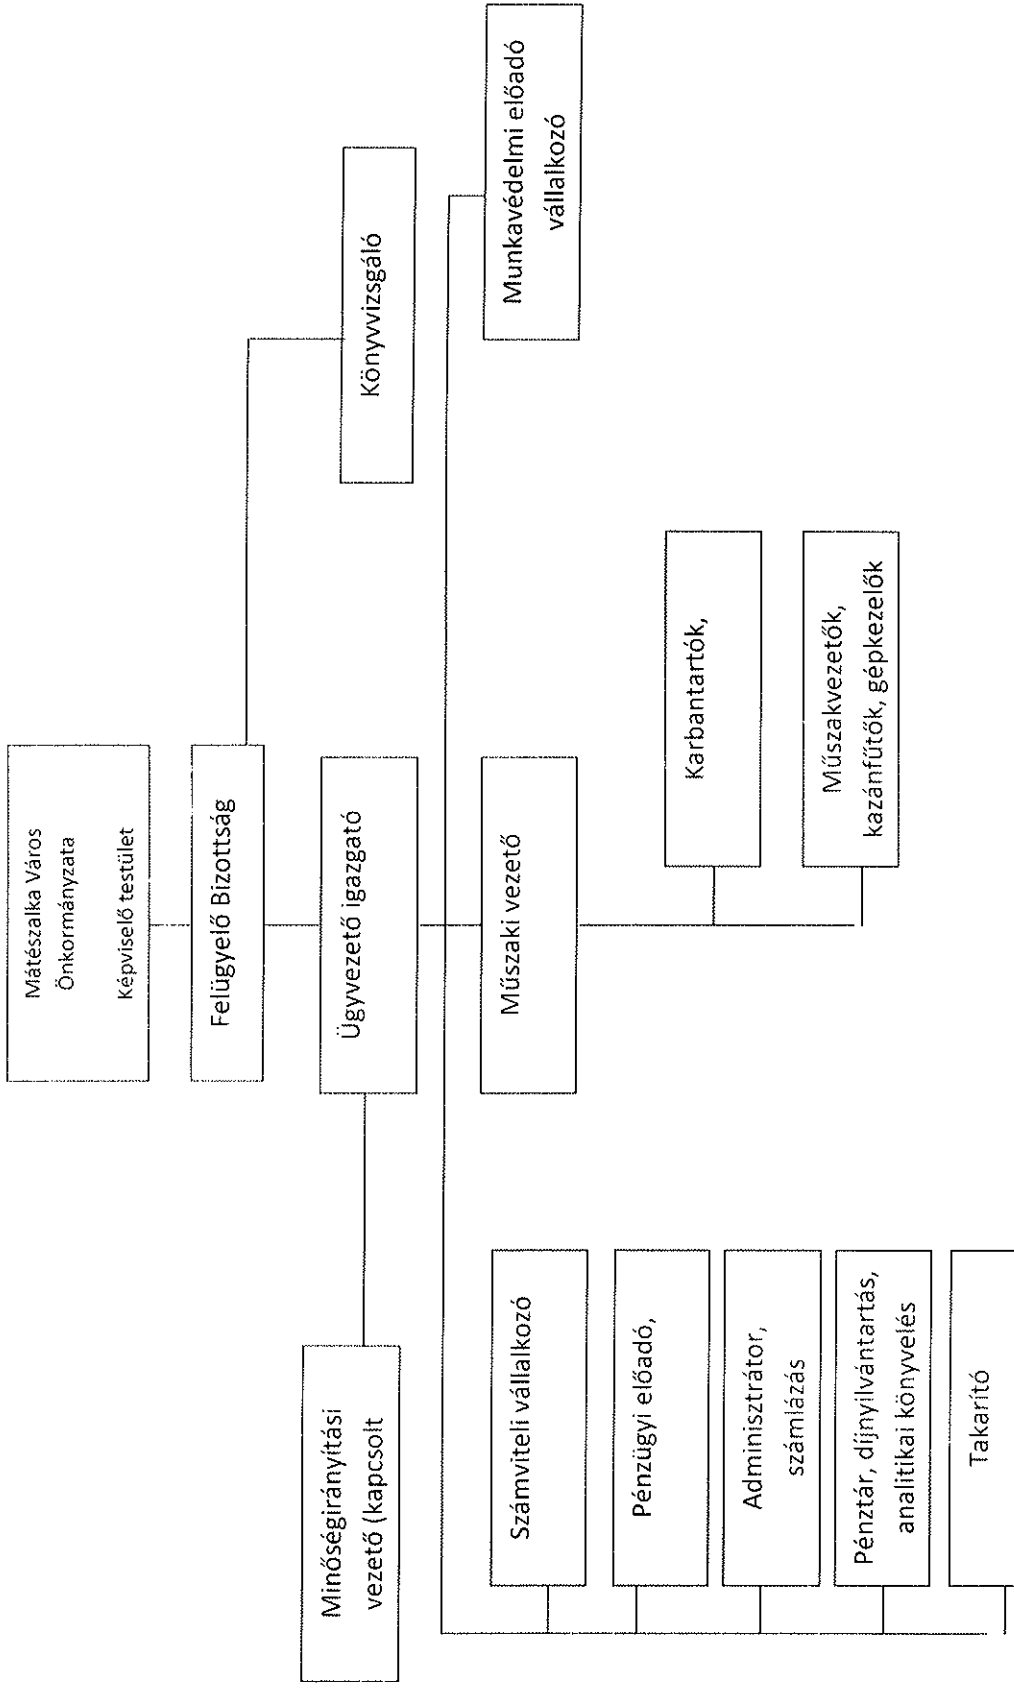 Mátészalka Város
Önkormányzata
Képviselő testület
Felügyelő Bizottság
Könyvvizsgáló
Ügyvezető igazgató
Minőségirányítási
vezető (kapcsolt
Műszaki vezető
Munkavédelmi előadó
vállalkozó
Számviteli vállalkozó
Pénzügyi előadó,
Adminisztrátor,
számlázás
Pénztár, díjnyilvántartás,
analitikai könyvelés
Takarító
Karbantartók,
Műszakvezetők,
kazánfűtők, gépkezelők